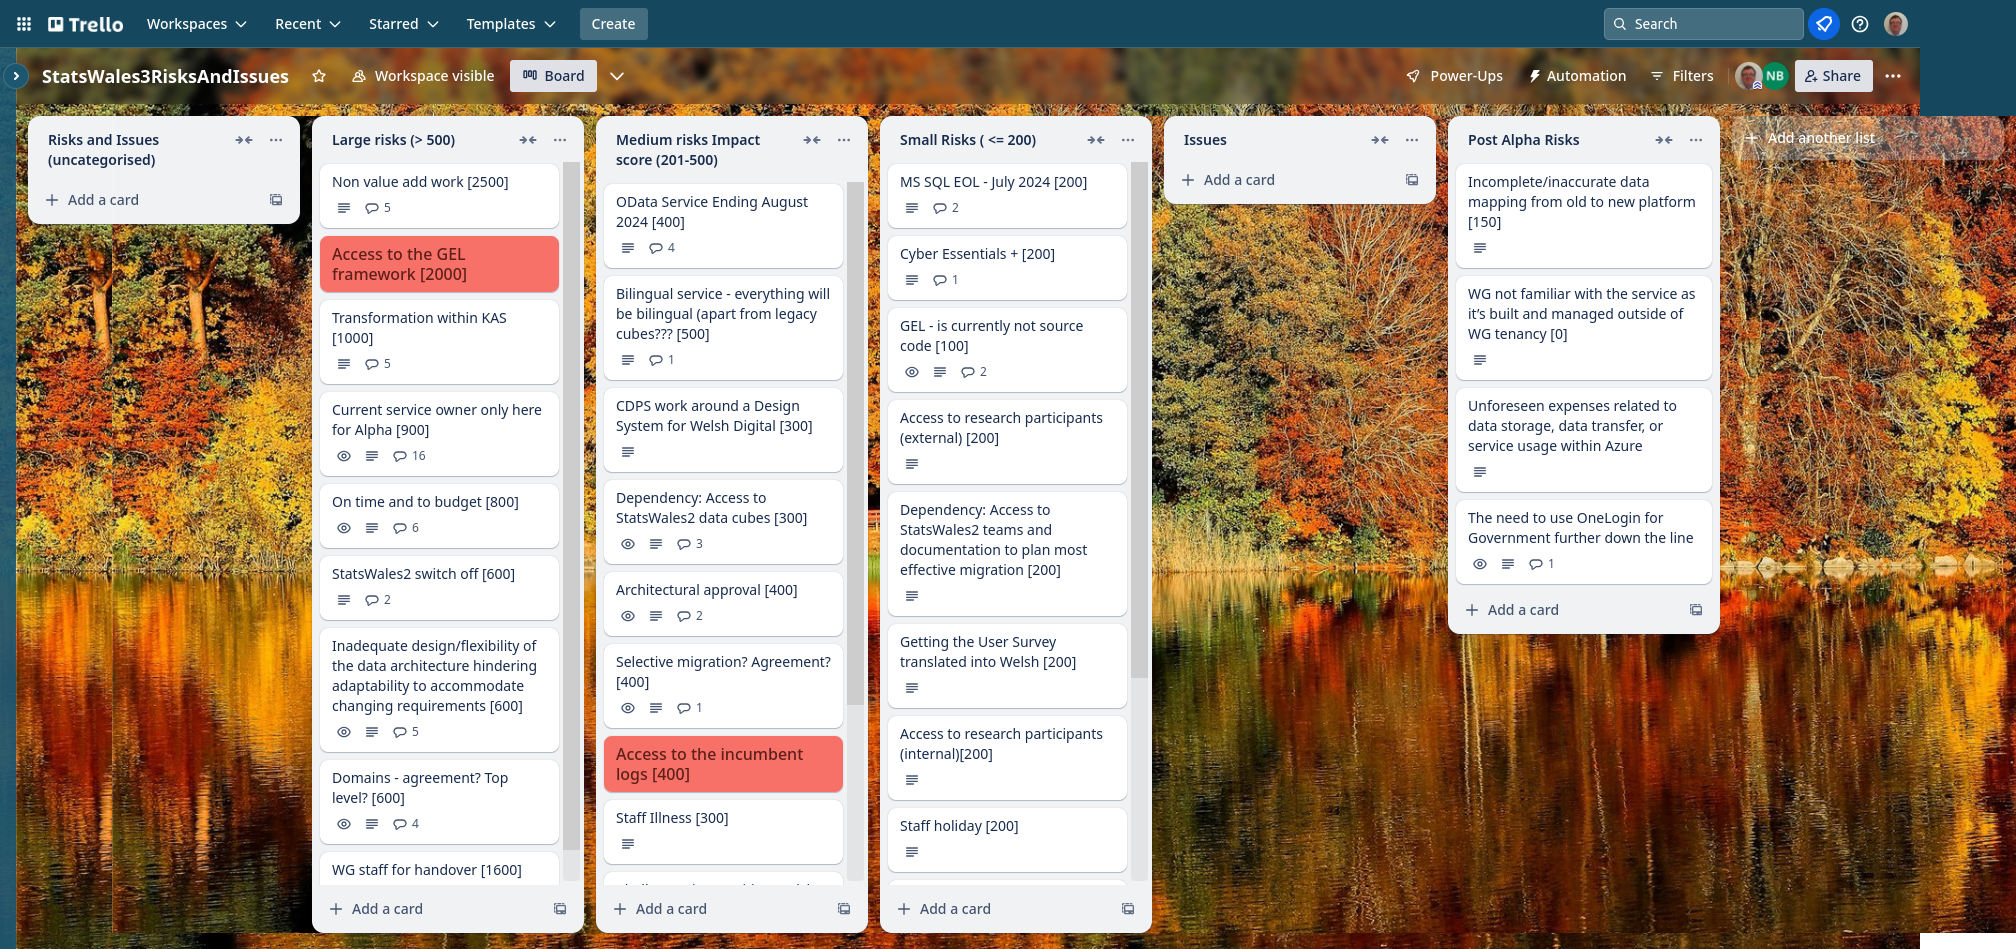 Trello
Workspaces
Recent
Starred
Templates
Create
Search
StatsWales3RisksAndIssues
Workspace visible
Board
Power-Ups
Automation
Filters
NB
Share
Risks and Issues
(uncategorised)
Add a card
Large risks (> 500)
Non value add work [2500]
5
Access to the GEL
framework [2000]
Transformation within KAS
[1000]
5
Current service owner only here
for Alpha [900]
16
On time and to budget [800]
6
StatsWales2 switch off [600]
2
Inadequate design/flexibility of
the data architecture hindering
adaptability to accommodate
changing requirements [600]
5
Domains - agreement? Top
level? [600]
4
WG staff for handover [1600]
Add a card
Medium risks Impact
score (201-500)
OData Service Ending August
2024 [400]
4
Bilingual service - everything will
be bilingual (apart from legacy
cubes??? [500]
1
CDPS work around a Design
System for Welsh Digital [300]
Dependency: Access to
StatsWales2 data cubes [300]
3
Architectural approval [400]
2
Selective migration? Agreement?
[400]
1
Access to the incumbent
logs [400]
Staff Illness [300]
Add a card
Small Risks ( <= 200)
MS SQL EOL - July 2024 [200]
2
Cyber Essentials + [200]
1
GEL - is currently not source
code [100]
2
Access to research participants
(external) [200]
Dependency: Access to
StatsWales2 teams and
documentation to plan most
effective migration [200]
Getting the User Survey
translated into Welsh [200]
Access to research participants
(internal)[200]
Staff holiday [200]
Add a card
Issues
Add a card
Post Alpha Risks
Incomplete/inaccurate data
mapping from old to new platform
[150]
WG not familiar with the service as
it's built and managed outside of
WG tenancy [0]
Unforeseen expenses related to
data storage, data transfer, or
service usage within Azure
The need to use OneLogin for
Government further down the line
1
Add a card
Add another list